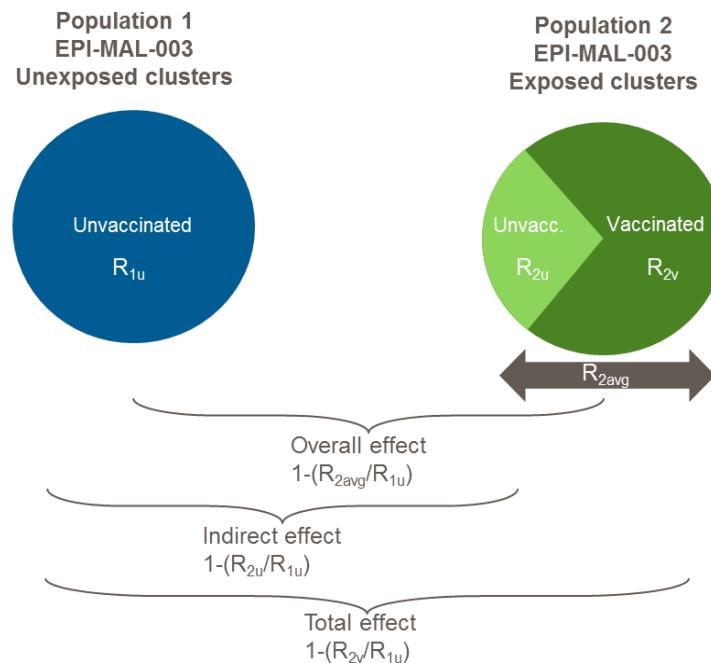 Population 1
EPI-MAL-003
Unexposed clusters
Population 2
EPI-MAL-003
Exposed clusters
Unvaccinated
R1u
Unvacc.
R2u
Vaccinated
R2v
R2avg
Overall effect
1-(R2avg/R1u)
Indirect effect
1-(R2u/R1u)
Total effect
1-(R2v/R1u)